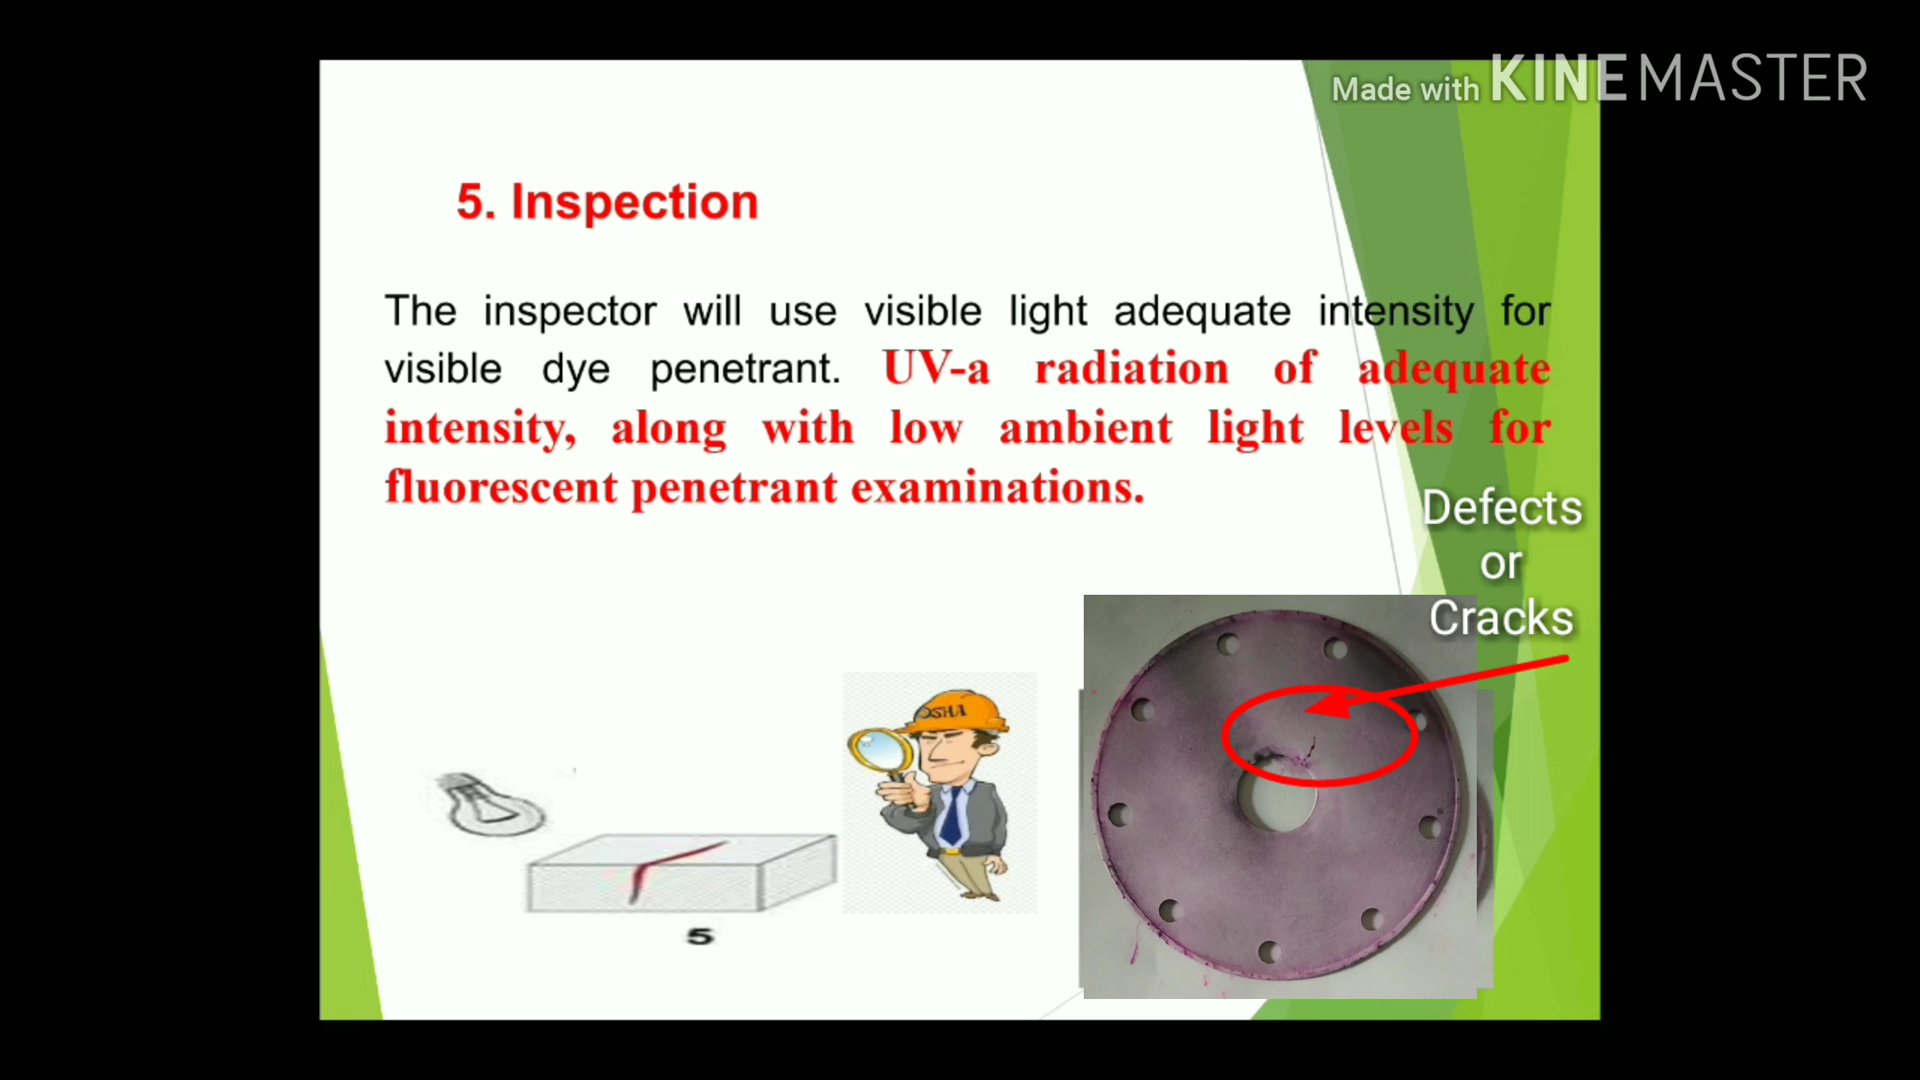 Made with KINEMASTER
5. Inspection
The inspector will use visible light adequate intensity for
visible dye penetrant. UV-a radiation of adequate
intensity, along with low ambient light levels for
fluorescent penetrant examinations.
Defects
or
Cracks
OSHA
5